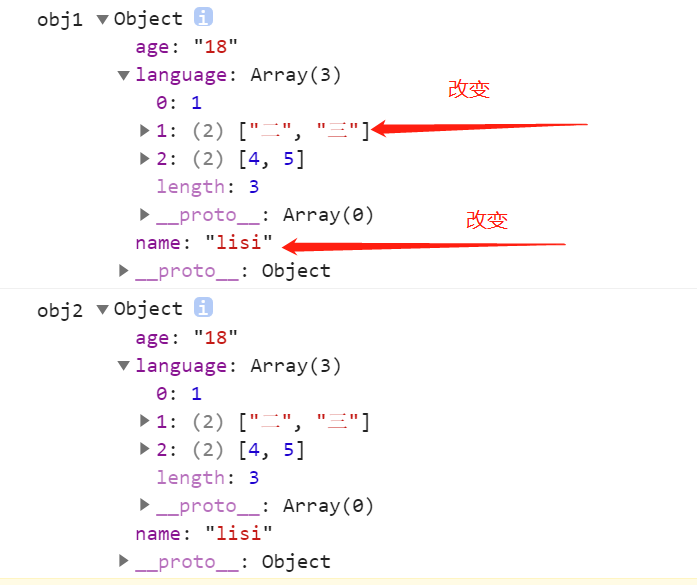 obj1 ▼Object i
age: "18"
▼language: Array(3)
0: 1
▶1: (2) ["二", "三"]
▶2: (2) [4, 5]
length: 3
▶__proto__: Array(0)
name: "lisi"
▶__proto__: Object
改变
改变
obj2 ▼Object i
age: "18"
▼language: Array(3)
0: 1
▶1: (2) ["二", "三"]
▶2: (2) [4, 5]
length: 3
▶__proto__: Array(0)
name: "lisi"
▶__proto__: Object